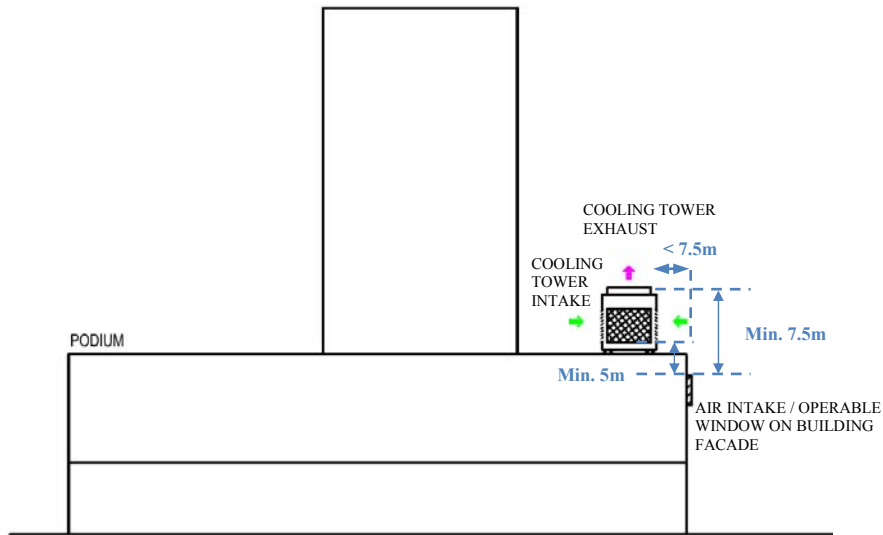 COOLING TOWER
EXHAUST
< 7.5m
COOLING
TOWER
INTAKE
PODIUM
Min. 7.5m
Min. 5m
AIR INTAKE / OPERABLE
WINDOW ON BUILDING
FACADE